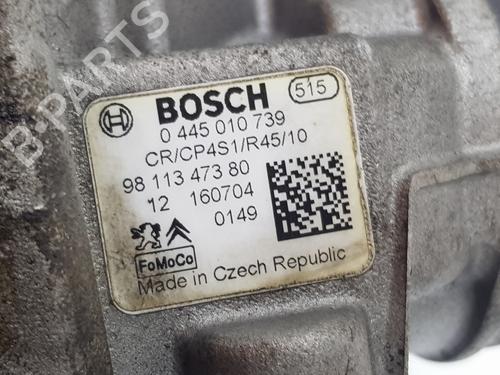 B-PARTS
BOSCH 515
0 445 010 739
CR/CP4S1/R45/10
98 113 473 80
12 160704
0149
FoMoCo
Made in Czech Republic